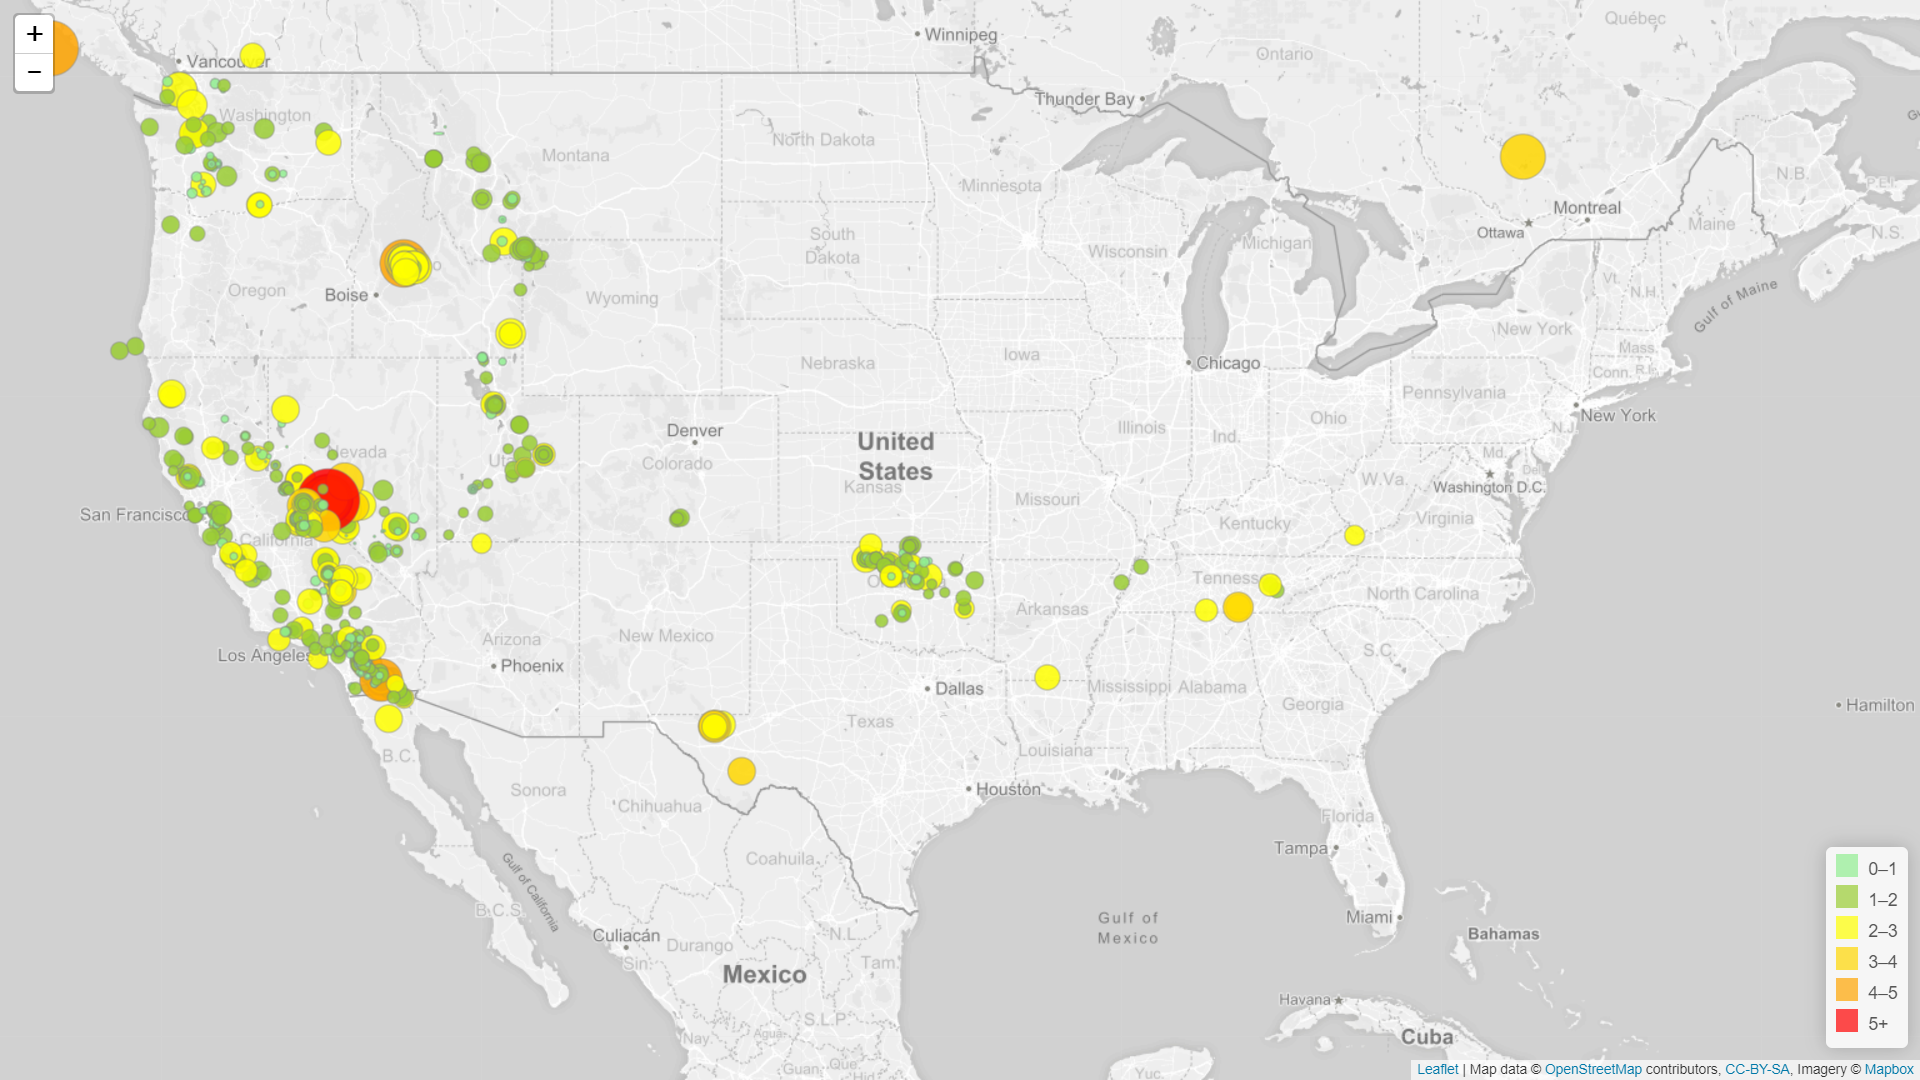 +
−
Vancouver
Winnipeg
Québec
Ontario
Washington
Thunder Bay
Montana
North Dakota
Minnesota
N.B.
P.E.I.
Montreal
Ottawa
Maine
N.S.
South
Dakota
Wisconsin
Michigan
Oregon
Boise
Wyoming
Vt.
N.H.
Gulf of Maine
New York
Nebraska
Iowa
Chicago
Mass.
Conn.
R.I.
Pennsylvania
New York
Nevada
Denver
Colorado
United
States
Kansas
Illinois
Ind.
Ohio
N.J.
Md.
Del.
Washington D.C.
W.Va.
Missouri
Kentucky
Virginia
San Francisco
California
Tennes
North Carolina
Arkansas
Arizona
New Mexico
Los Angeles
Phoenix
S.C.
Dallas
Mississippi
Alabama
Georgia
Hamilton
Texas
Louisiana
B.C.
Sonora
Chihuahua
Houston
Florida
Tampa
Coahuila
Gulf of California
B.C.S.
Culiacán
Sin.
Durango
N.L.
Tam.
Gulf of
Mexico
Miami
Bahamas
Mexico
Havana
Cuba
S.L.P.
Nay.
Agua.
Guan.
Que.
Hid.
Yuc.
0–1
1–2
2–3
3–4
4–5
5+
Leaflet | Map data © OpenStreetMap contributors, CC-BY-SA, Imagery © Mapbox